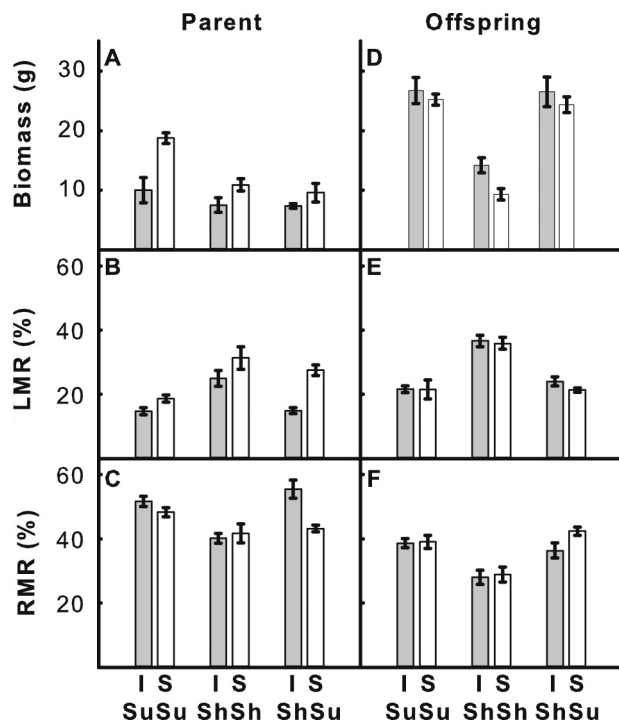 Parent Offspring
A D
Biomass (g)
30
20
10
B E
LMR (%)
60
40
20
C F
RMR (%)
60
40
20
I S I S I S I S I S I S
SuSu ShSh ShSu SuSu ShSh ShSu